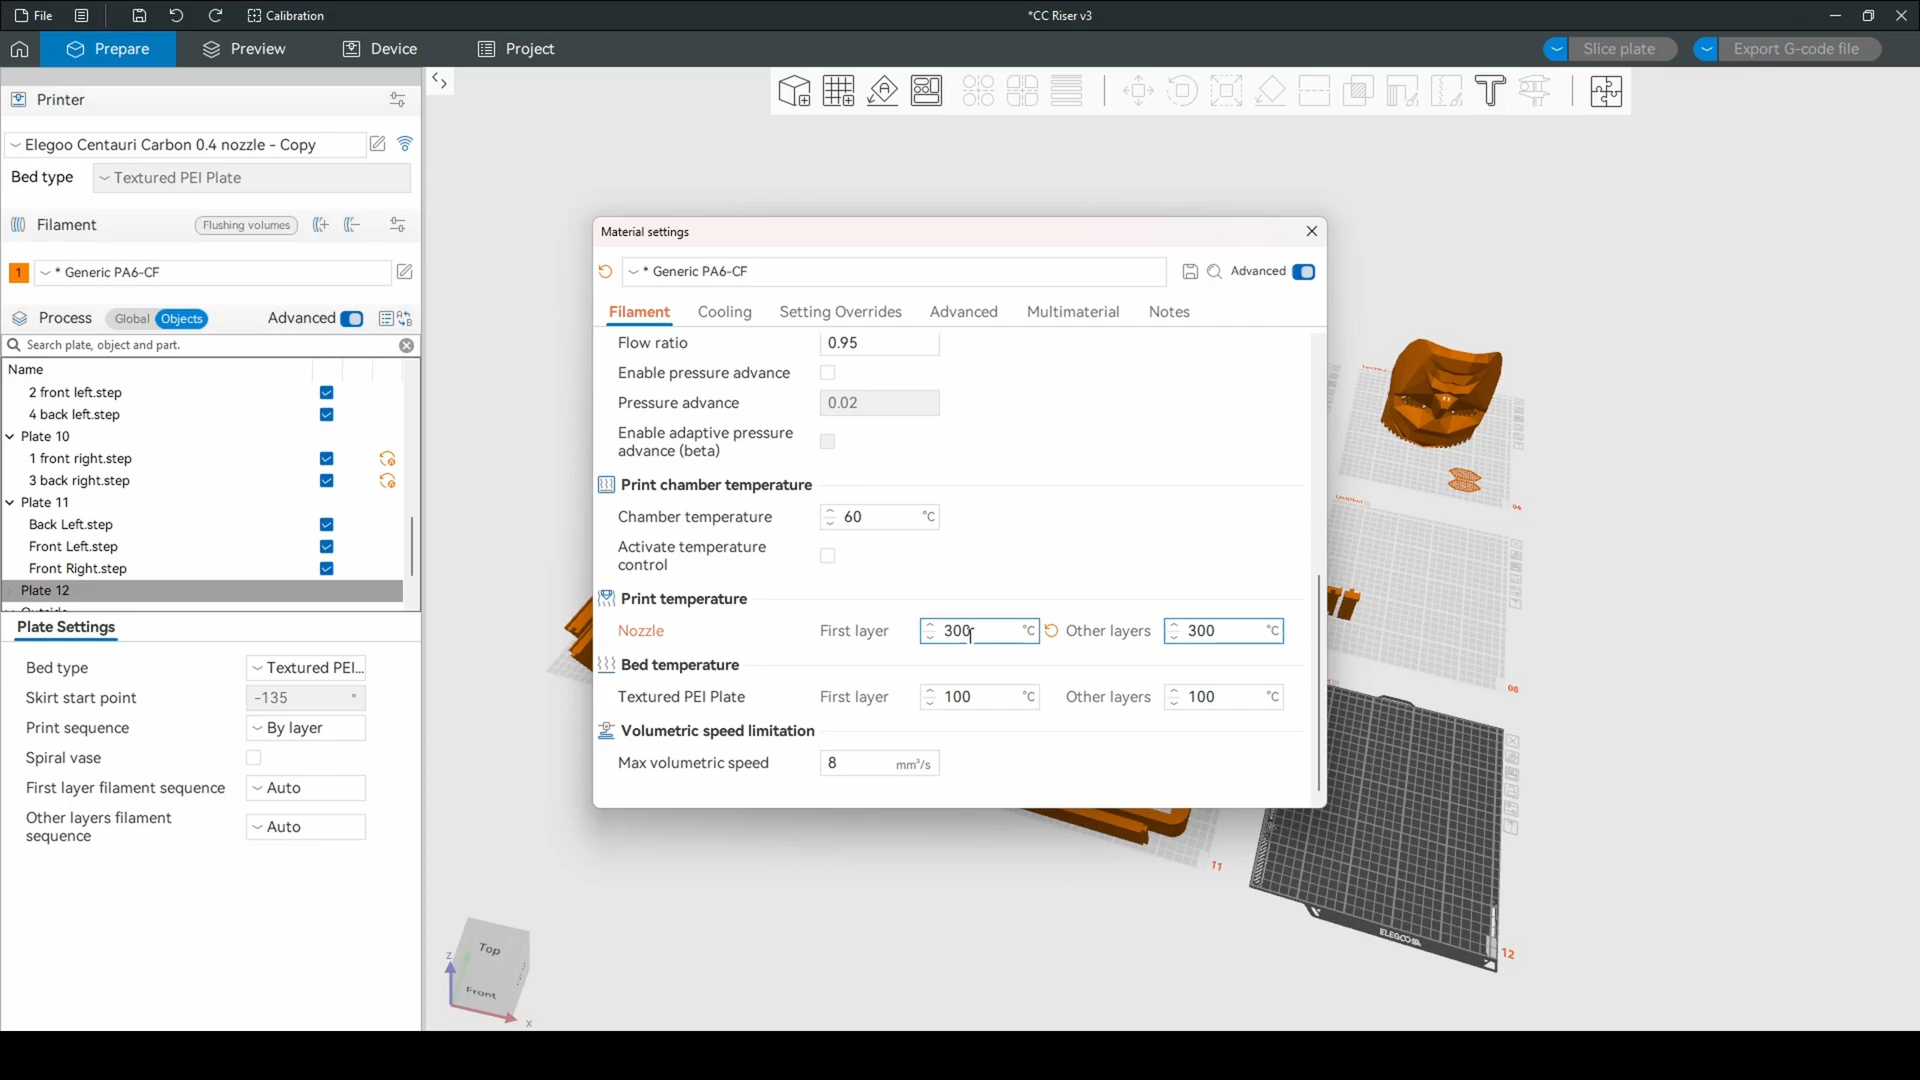 File
Calibration
*CC Riser v3
Prepare
Preview
Device
Project
Slice plate
Export G-code file
Printer
Elegoo Centauri Carbon 0.4 nozzle - Copy
Bed type
Textured PEI Plate
Filament
Flushing volumes
1
* Generic PA6-CF
Process
Global
Objects
Advanced
Search plate, object and part.
Name
2 front left.step
4 back left.step
Plate 10
1 front right.step
3 back right.step
Plate 11
Back Left.step
Front Left.step
Front Right.step
Plate 12
Plate Settings
Bed type
Textured PEI...
Skirt start point
-135
°
Print sequence
By layer
Spiral vase
First layer filament sequence
Auto
Other layers filament
sequence
Auto
Material settings
* Generic PA6-CF
Advanced
Filament
Cooling
Setting Overrides
Advanced
Multimaterial
Notes
Flow ratio
0.95
Enable pressure advance
Pressure advance
0.02
Enable adaptive pressure
advance (beta)
Print chamber temperature
Chamber temperature
60
°C
Activate temperature
control
Print temperature
Nozzle
First layer
300
°C
Other layers
300
°C
Bed temperature
Textured PEI Plate
First layer
100
°C
Other layers
100
°C
Volumetric speed limitation
Max volumetric speed
8
mm³/s
04
08
11
12
ELEGOO
Top
Front
z
x